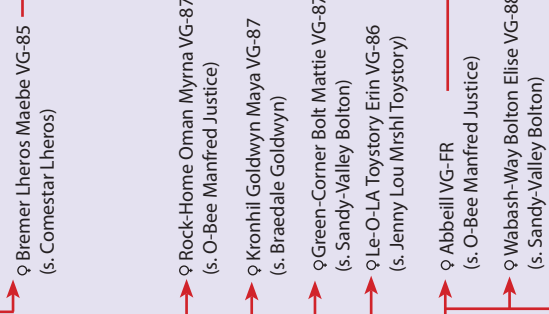 ♀ Bremer Lheros Maebe VG-85
(s. Comestar Lheros)
♀ Rock-Home Oman Myrna VG-87
(s. O-Bee Manfred Justice)
♀ Kronhil Goldwyn Maya VG-87
(s. Braedale Goldwyn)
♀ Green-Corner Bolt Mattie VG-87
(s. Sandy-Valley Bolton)
♀ Le-O-LA Toystory Erin VG-86
(s. Jenny Lou Mrshl Toystory)
♀ Abbeill VG-FR
(s. O-Bee Manfred Justice)
♀ Wabash-Way Bolton Elise VG-88
(s. Sandy-Valley Bolton)